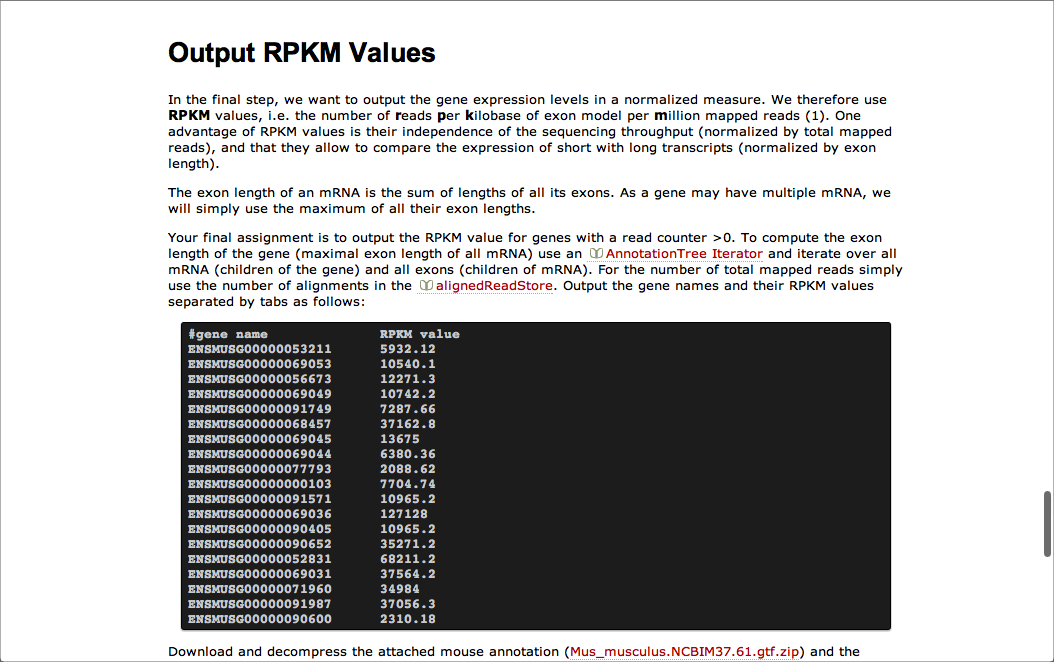 Output RPKM Values
In the final step, we want to output the gene expression levels in a normalized measure. We therefore use
RPKM values, i.e. the number of reads per kilobase of exon model per million mapped reads (1). One
advantage of RPKM values is their independence of the sequencing throughput (normalized by total mapped
reads), and that they allow to compare the expression of short with long transcripts (normalized by exon
length).
The exon length of an mRNA is the sum of lengths of all its exons. As a gene may have multiple mRNA, we
will simply use the maximum of all their exon lengths.
Your final assignment is to output the RPKM value for genes with a read counter >0. To compute the exon
length of the gene (maximal exon length of all mRNA) use an AnnotationTree Iterator and iterate over all
mRNA (children of the gene) and all exons (children of mRNA). For the number of total mapped reads simply
use the number of alignments in the alignedReadStore. Output the gene names and their RPKM values
separated by tabs as follows:
#gene name RPKM value
ENSMUSG00000053211 5932.12
ENSMUSG00000069053 10540.1
ENSMUSG00000056673 12271.3
ENSMUSG00000069049 10742.2
ENSMUSG00000091749 7287.66
ENSMUSG00000068457 37162.8
ENSMUSG00000069045 13675
ENSMUSG00000069044 6380.36
ENSMUSG00000077793 2088.62
ENSMUSG00000000103 7704.74
ENSMUSG00000091571 10965.2
ENSMUSG00000069036 127128
ENSMUSG00000090405 10965.2
ENSMUSG00000090652 35271.2
ENSMUSG00000052831 68211.2
ENSMUSG00000069031 37564.2
ENSMUSG00000071960 34984
ENSMUSG00000091987 37056.3
ENSMUSG00000090600 2310.18
Download and decompress the attached mouse annotation (Mus_musculus.NCBIM37.61.gtf.zip) and the